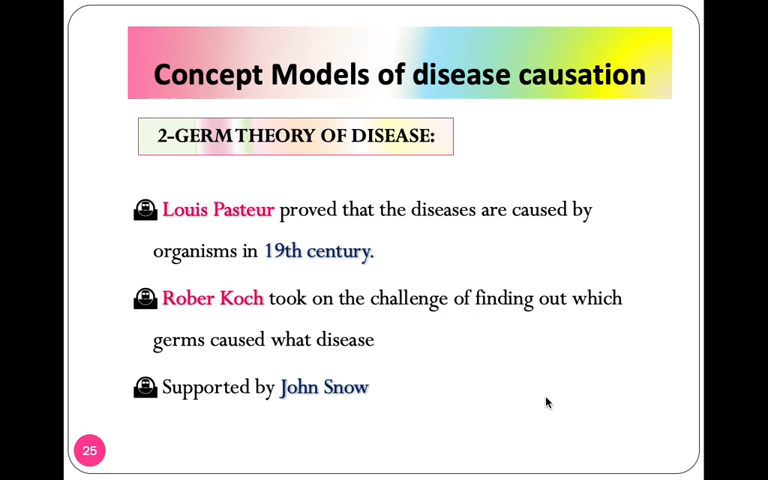 Concept Models of disease causation
2-GERM THEORY OF DISEASE:
Louis Pasteur proved that the diseases are caused by
organisms in 19th century.
Rober Koch took on the challenge of finding out which
germs caused what disease
Supported by John Snow
25